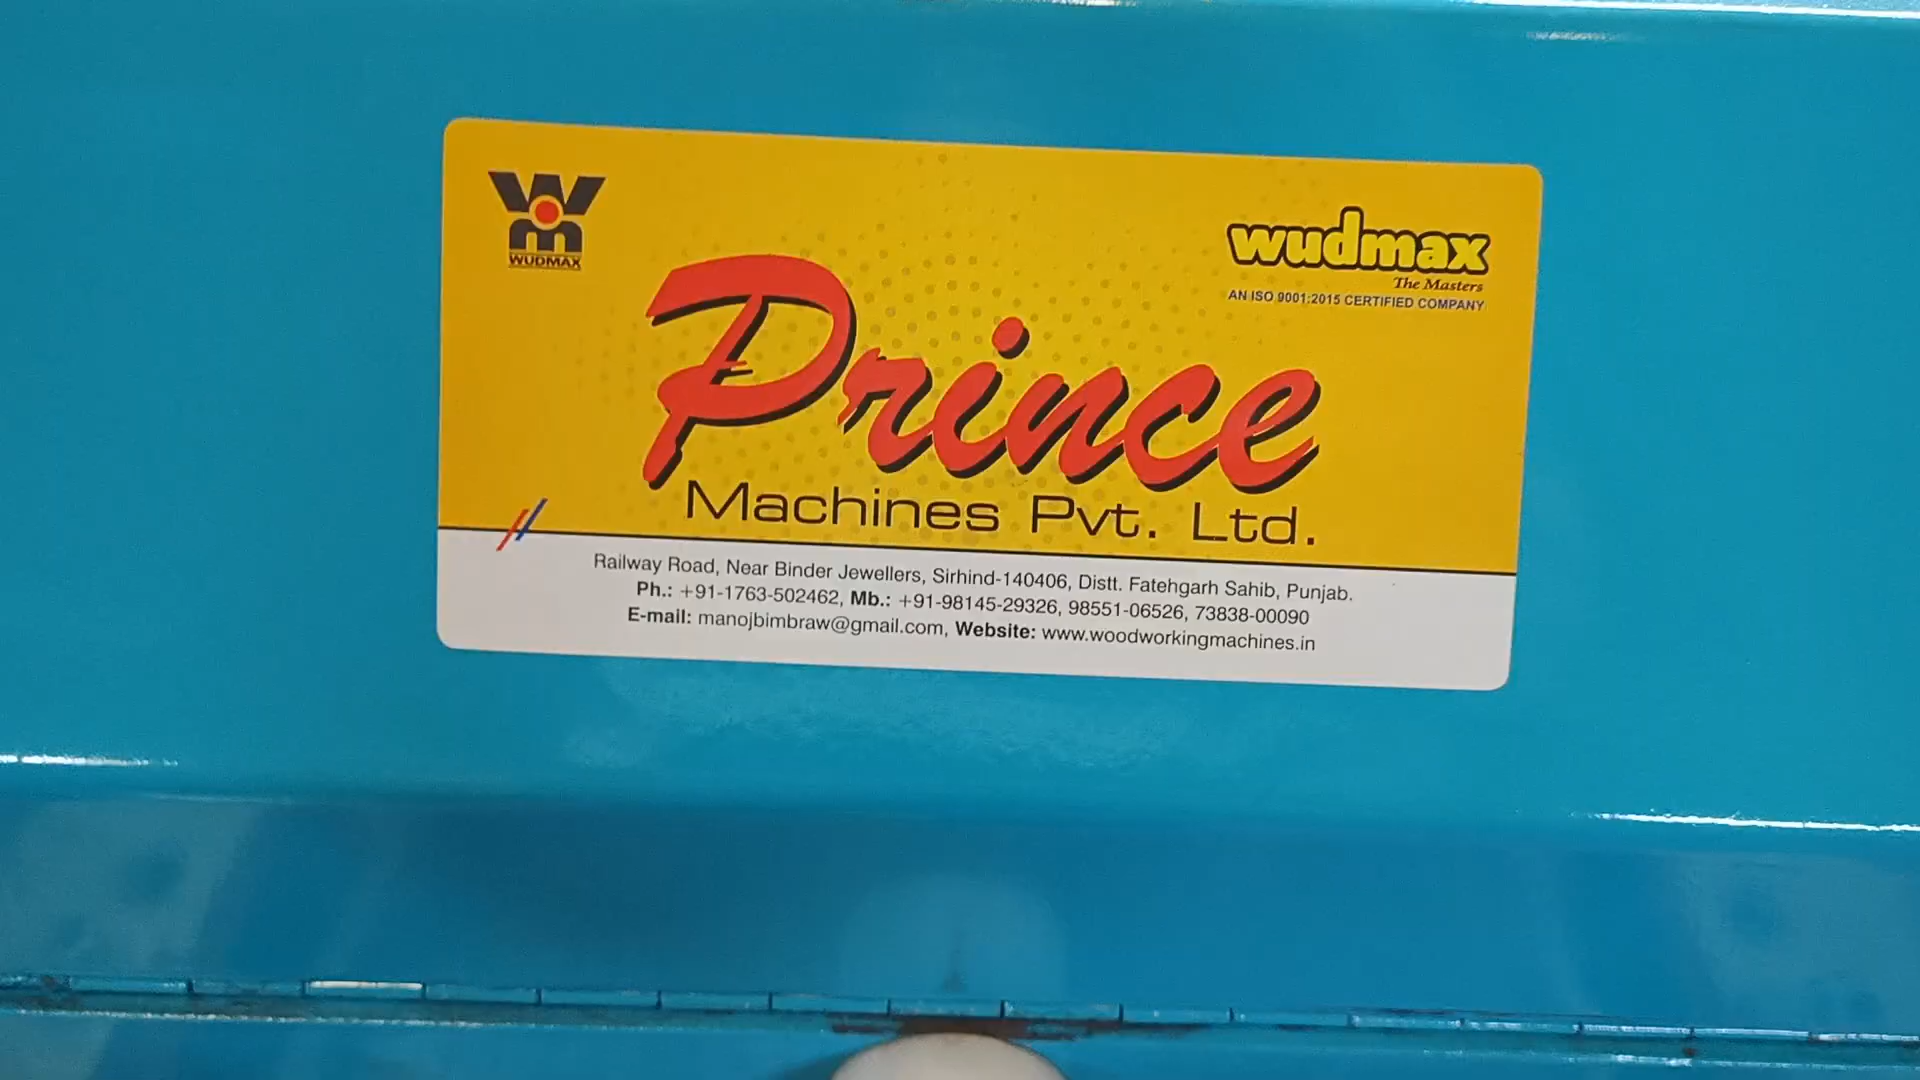 WUDMAX
wudmax
The Masters
AN ISO 9001:2015 CERTIFIED COMPANY
Prince
Machines Pvt. Ltd.
Railway Road, Near Binder Jewellers, Sirhind-140406, Distt. Fatehgarh Sahib, Punjab.
Ph.: +91-1763-502462, Mb.: +91-98145-29326, 98551-06526, 73838-00090
E-mail: manojbimbraw@gmail.com, Website: www.woodworkingmachines.in